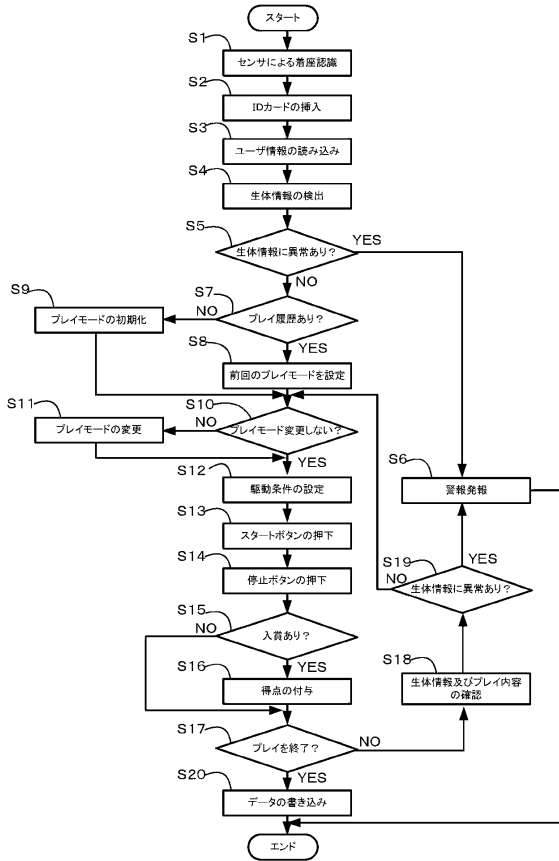 スタート
S1
センサによる着座認識
S2
IDカードの挿入
S3
ユーザ情報の読み込み
S4
生体情報の検出
S5
生体情報に異常あり？
YES
NO
S7
プレイ履歴あり？
NO
YES
S9
プレイモードの初期化
S8
前回のプレイモードを設定
S10
プレイモード変更しない？
NO
YES
S11
プレイモードの変更
S12
駆動条件の設定
S6
警報発報
S13
スタートボタンの押下
S14
停止ボタンの押下
S19
生体情報に異常あり？
YES
NO
S15
入賞あり？
NO
YES
S16
得点の付与
S18
生体情報及びプレイ内容
の確認
S17
プレイを終了？
NO
YES
S20
データの書き込み
エンド